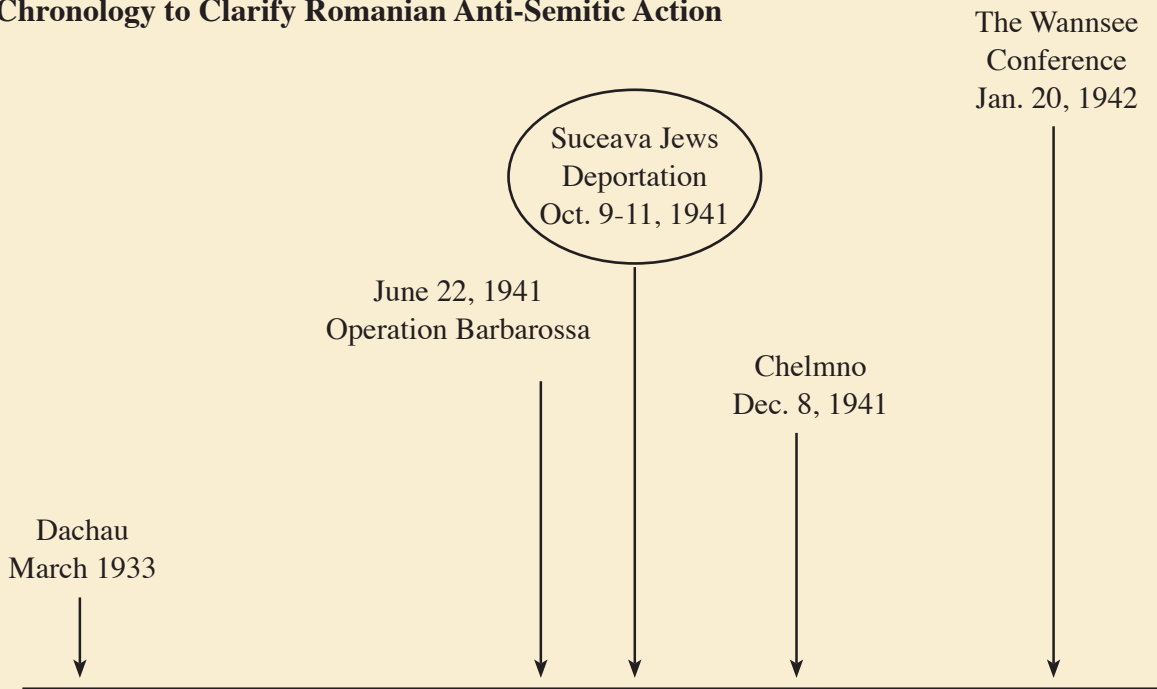 Chronology to Clarify Romanian Anti-Semitic Action
The Wannsee
Conference
Jan. 20, 1942
Suceava Jews
Deportation
Oct. 9-11, 1941
June 22, 1941
Operation Barbarossa
Chelmno
Dec. 8, 1941
Dachau
March 1933